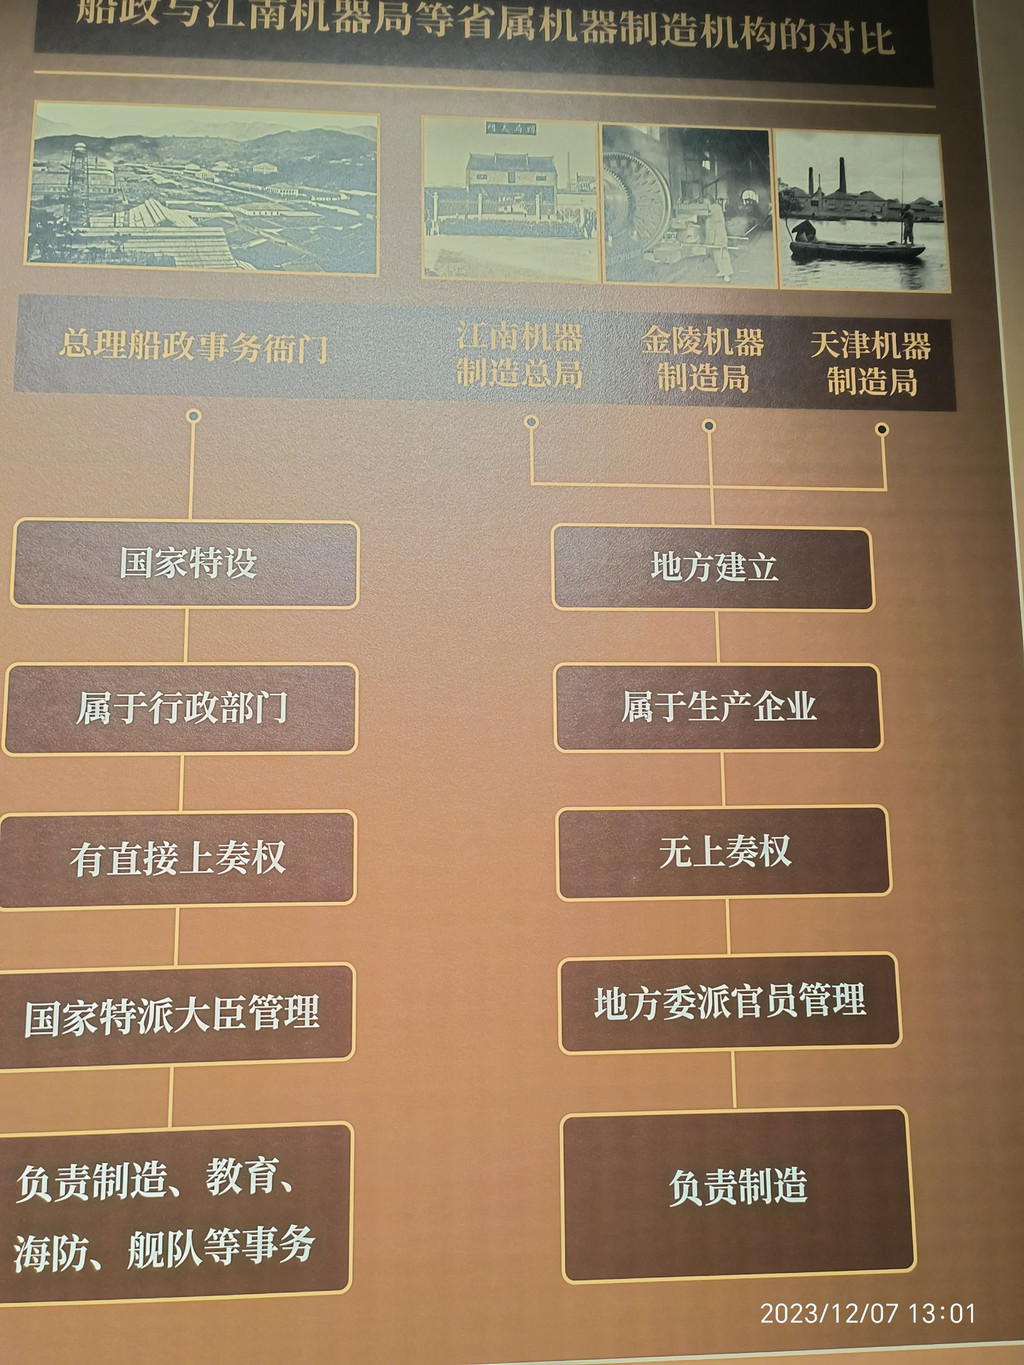 船政与江南机器局等省属机器制造机构的对比
总理船政事务衙门
江南机器
制造总局
金陵机器
制造局
天津机器
制造局
国家特设
属于行政部门
有直接上奏权
国家特派大臣管理
负责制造、教育、
海防、舰队等事务
地方建立
属于生产企业
无上奏权
地方委派官员管理
负责制造
2023/12/07 13:01